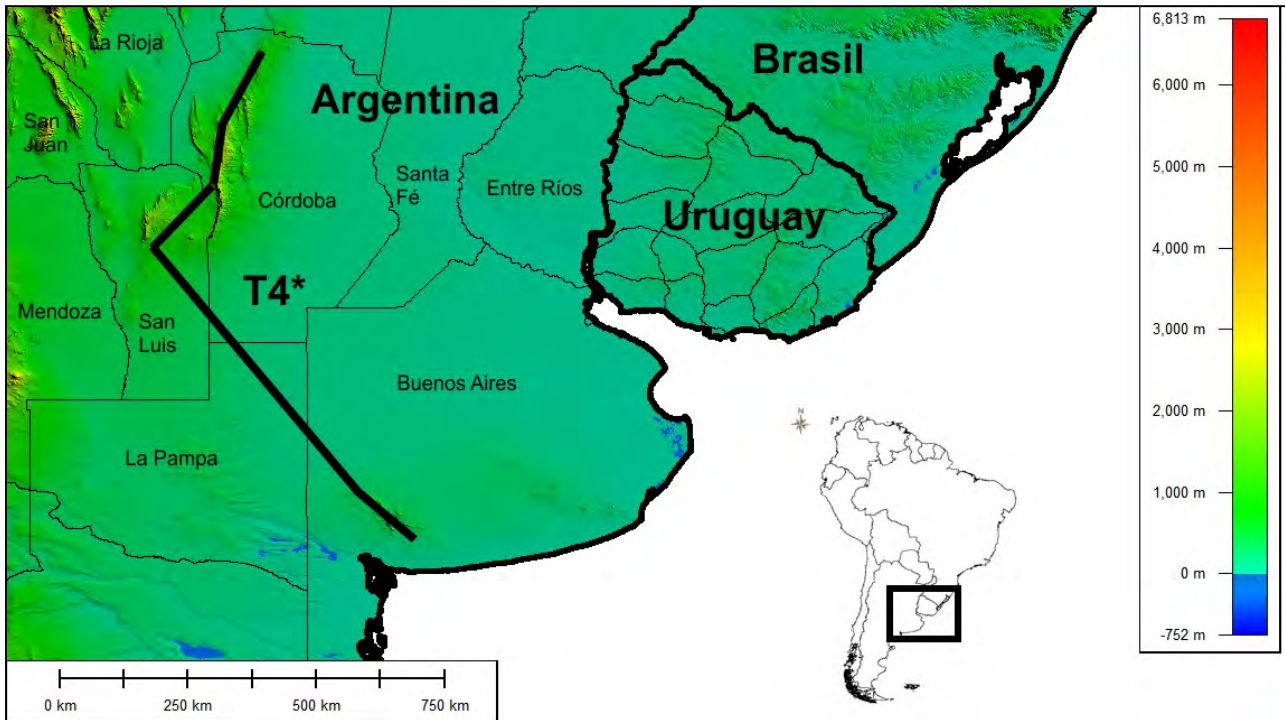 La Rioja
Argentina
Brasil
San
Juan
Santa
Fé
Córdoba
Entre Ríos
Uruguay
T4*
Mendoza
San
Luis
Buenos Aires
La Pampa
N
0 km
250 km
500 km
750 km
6,813 m
6,000 m
5,000 m
4,000 m
3,000 m
2,000 m
1,000 m
0 m
-752 m